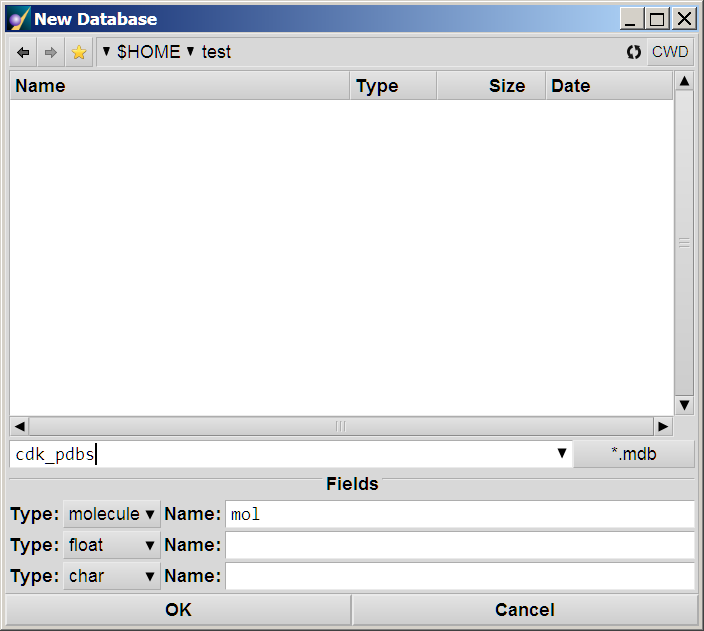 New Database
$HOME test CWD
Name Type Size Date
cdk_pdbs *.mdb
Fields
Type: molecule Name: mol
Type: float Name:
Type: char Name:
OK Cancel